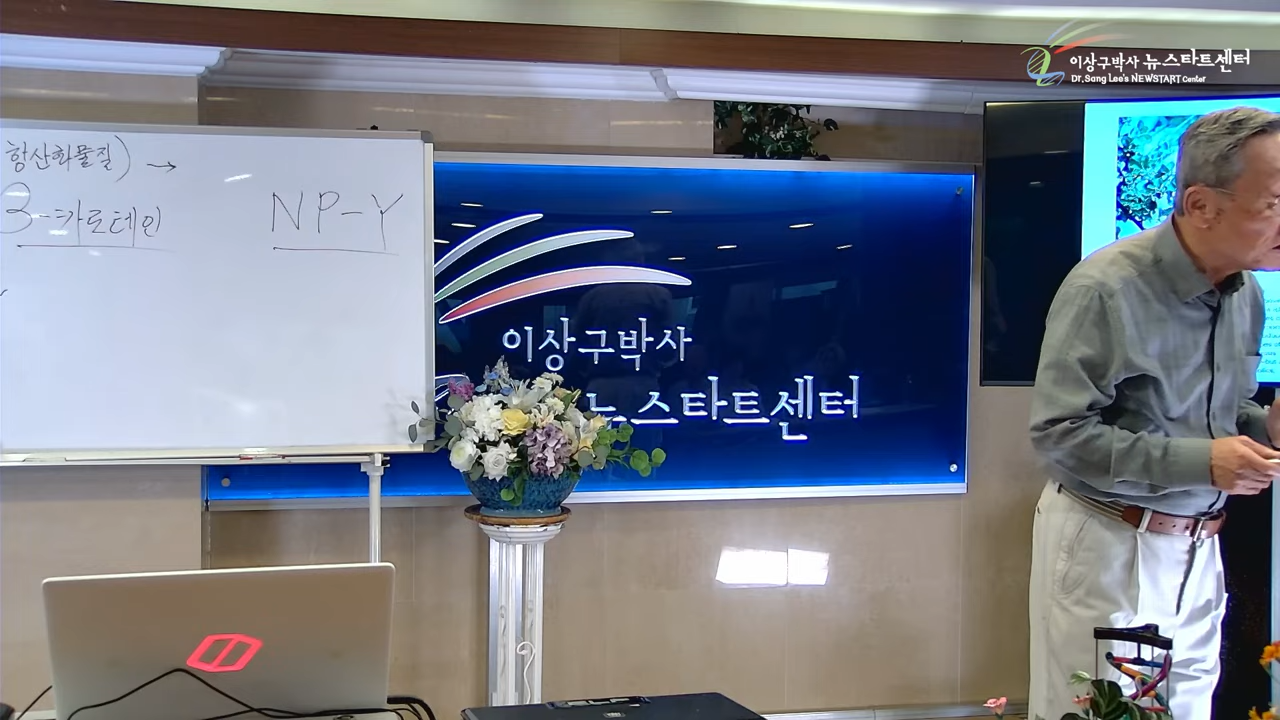 이상구박사 뉴스타트센터
Dr. Sang Lee's NEWSTART Center
항산화물질) →
β-카로테인
NP-Y
이상구박사
뉴스타트센터